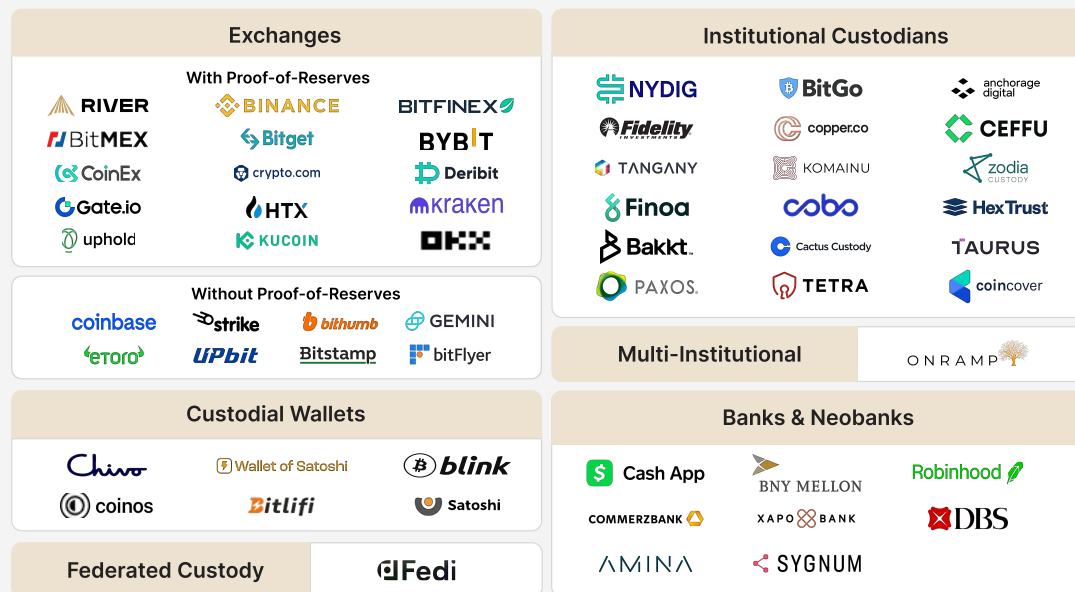 Exchanges
With Proof-of-Reserves
RIVER
BINANCE
BITFINEX
BitMEX
Bitget
BYBIT
CoinEx
crypto.com
Deribit
Gate.io
HTX
kraken
uphold
KUCOIN
OKX
Without Proof-of-Reserves
coinbase
strike
bithumb
GEMINI
eTORO
UPbit
Bitstamp
bitFlyer
Custodial Wallets
Chivo
Wallet of Satoshi
blink
coinos
Bitlifi
Satoshi
Federated Custody
Fedi
Institutional Custodians
NYDIG
BitGo
anchorage
digital
Fidelity
INVESTMENTS
copper.co
CEFFU
TANGANY
KOMAINU
zodia
CUSTODY
Finoa
cobo
HexTrust
Bakkt™
Cactus Custody
TAURUS
PAXOS®
TETRA
coincover
Multi-Institutional
ONRAMP
Banks & Neobanks
Cash App
BNY MELLON
Robinhood
COMMERZBANK
XAPO BANK
DBS
AMINA
SYGNUM